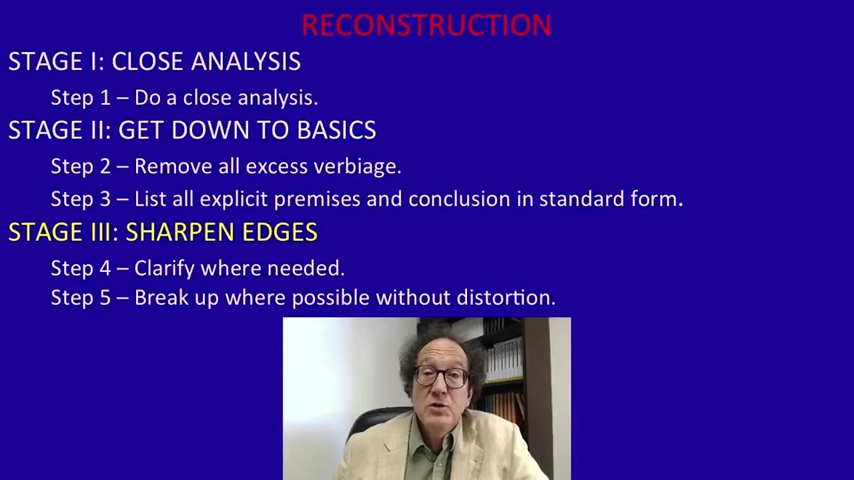 RECONSTRUCTION
STAGE I: CLOSE ANALYSIS
Step 1 – Do a close analysis.
STAGE II: GET DOWN TO BASICS
Step 2 – Remove all excess verbiage.
Step 3 – List all explicit premises and conclusion in standard form.
STAGE III: SHARPEN EDGES
Step 4 – Clarify where needed.
Step 5 – Break up where possible without distortion.